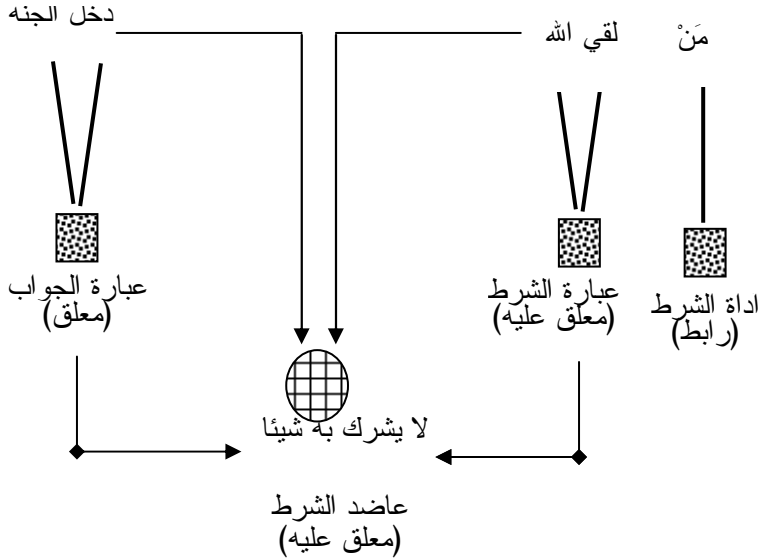 مَنْ
لقي الله
دخل الجنه
اداة الشرط
(رابط)
عبارة الشرط
(معلق عليه)
عبارة الجواب
(معلق)
لا يشرك به شيئا
عاضد الشرط
(معلق عليه)